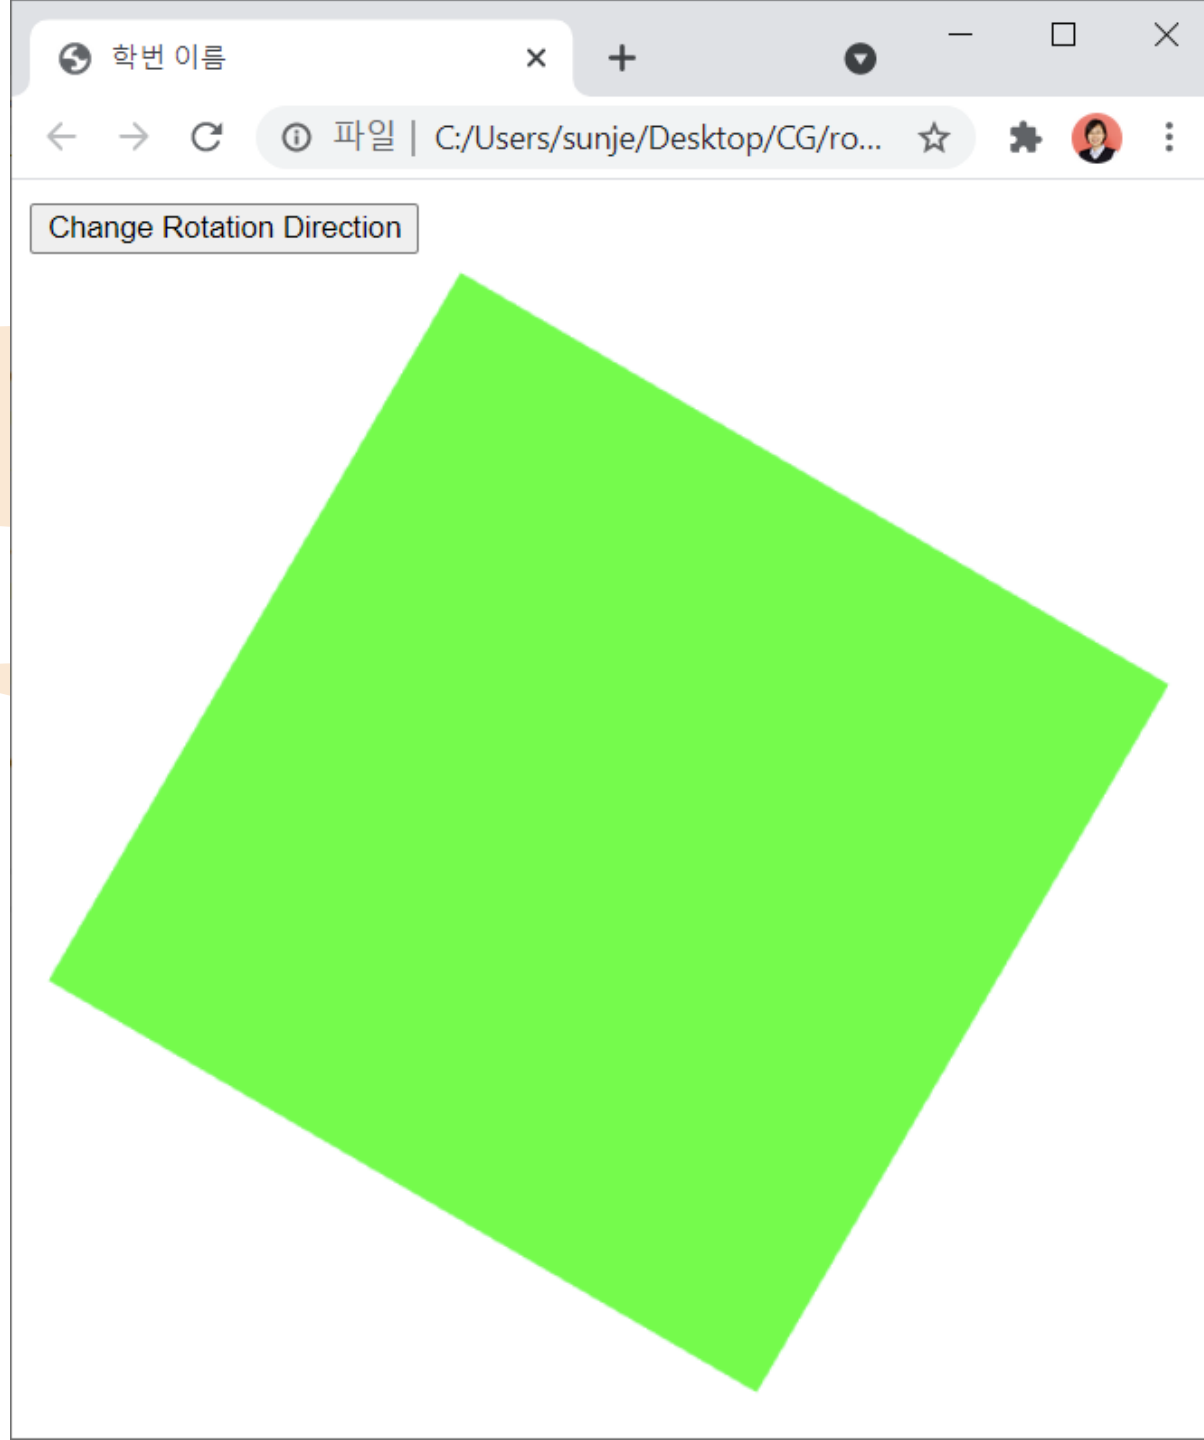 학번 이름
파일 | C:/Users/sunje/Desktop/CG/ro...
Change Rotation Direction